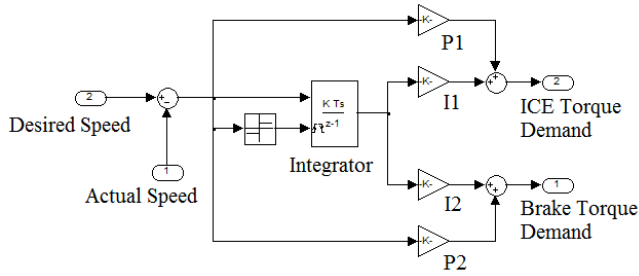 -K-
P1
2
Desired Speed
+
-
1
Actual Speed
K Ts
z-1
Integrator
-K-
I1
+
+
2
ICE Torque
Demand
-K-
I2
+
+
1
Brake Torque
Demand
-K-
P2